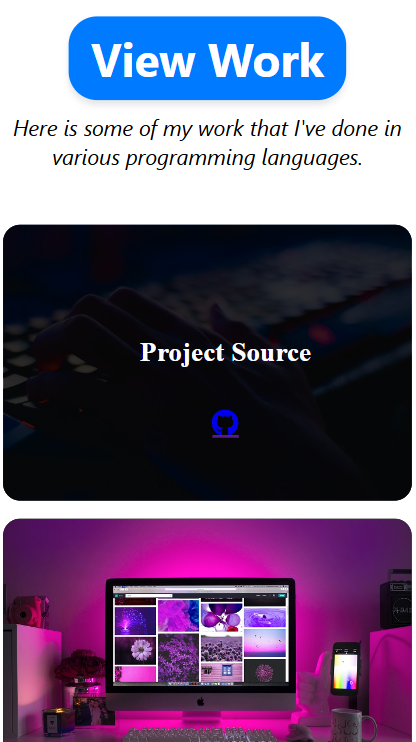 View Work
Here is some of my work that I've done in
various programming languages.
Project Source